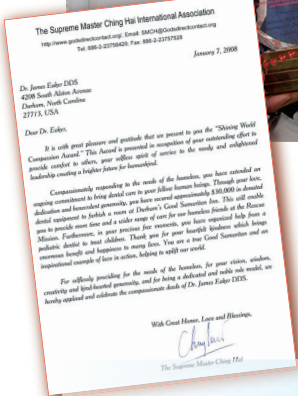 The Supreme Master Ching Hai International Association
http://www.godsdirectcontact.org/, Email: SMCH@Godsdirectcontact.org
Tel: 886-2-23756429, Fax: 886-2-23757528
January 7, 2008
Dr. James Eaker DDS
4208 South Alston Avenue
Durham, North Carolina
27713, USA
Dear Dr. Eaker,
It is with great pleasure and gratitude that we present to you the "Shining World
Compassion Award." This Award is presented in recognition of your outstanding effort to
provide comfort to others, your selfless spirit of service to the needy and enlightened
leadership creating a brighter future for humankind.
Compassionately responding to the needs of the homeless, you have extended an
ongoing commitment to bring dental care to your fellow human beings. Through your love,
dedication and benevolent generosity, you have secured approximately $30,000 in donated
dental equipment to furbish a room of Durham's Good Samaritan Inn. This will enable
you to provide more time and a wider range of care for our homeless friends at the Rescue
Mission. Furthermore, in your precious free moments, you have organized help from a
pediatric dentist to treat children. Thank you for your heartfelt kindness which brings
enormous benefit and happiness to many lives. You are a true Good Samaritan and an
inspirational example of love in action, helping to uplift our world.
For selflessly providing for the needs of the homeless, for your vision, wisdom,
creativity and kind-hearted generosity, and for being a dedicated and noble role model, we
hereby applaud and celebrate the compassionate deeds of Dr. James Eaker DDS.
With Great Honor, Love and Blessings,
The Supreme Master Ching Hai